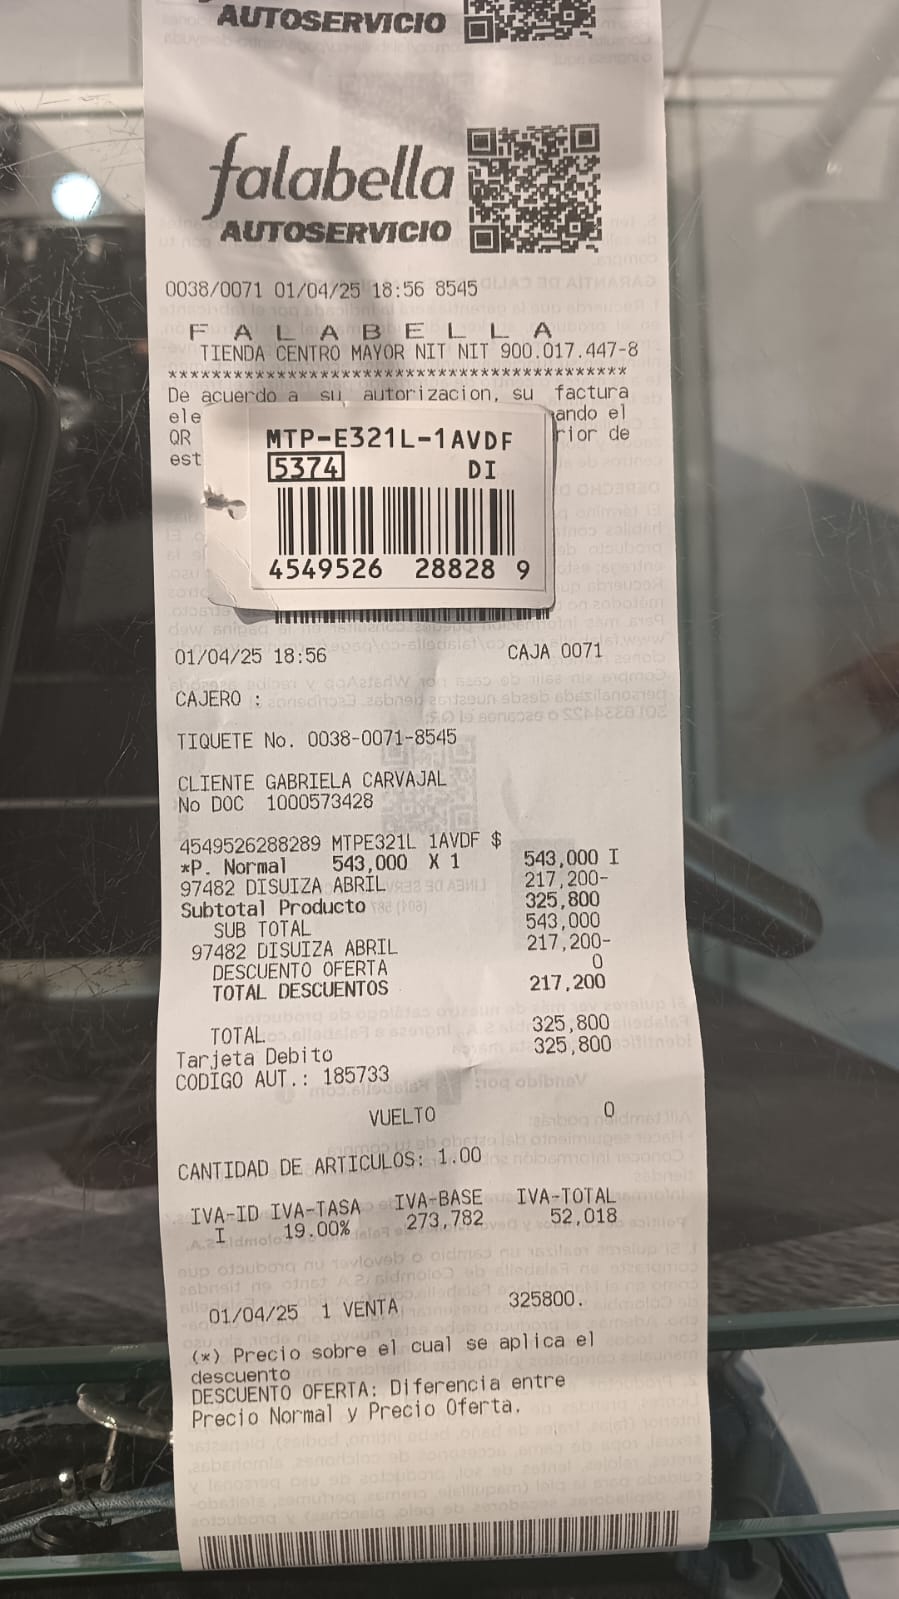 AUTOSERVICIO
falabella
AUTOSERVICIO
0038/0071 01/04/25 18:56 8545
F A L A B E L L A
TIENDA CENTRO MAYOR NIT NIT 900.017.447-8
******************************************
De acuerdo a su autorizacion, su factura
ele ando el
QR rior de
est
MTP-E321L-1AVDF
5374 DI
4549526 28828 9
01/04/25 18:56 CAJA 0071
CAJERO :
TIQUETE No. 0038-0071-8545
CLIENTE GABRIELA CARVAJAL
No DOC 1000573428
4549526288289 MTPE321L 1AVDF $
*P. Normal 543,000 X 1 543,000 I
97482 DISUIZA ABRIL 217,200-
Subtotal Producto 325,800
SUB TOTAL 543,000
97482 DISUIZA ABRIL 217,200-
DESCUENTO OFERTA 0
TOTAL DESCUENTOS 217,200
TOTAL 325,800
Tarjeta Debito 325,800
CODIGO AUT.: 185733
VUELTO 0
CANTIDAD DE ARTICULOS: 1.00
IVA-ID IVA-TASA IVA-BASE IVA-TOTAL
I 19.00% 273,782 52,018
01/04/25 1 VENTA 325800.
(*) Precio sobre el cual se aplica el
descuento
DESCUENTO OFERTA: Diferencia entre
Precio Normal y Precio Oferta.